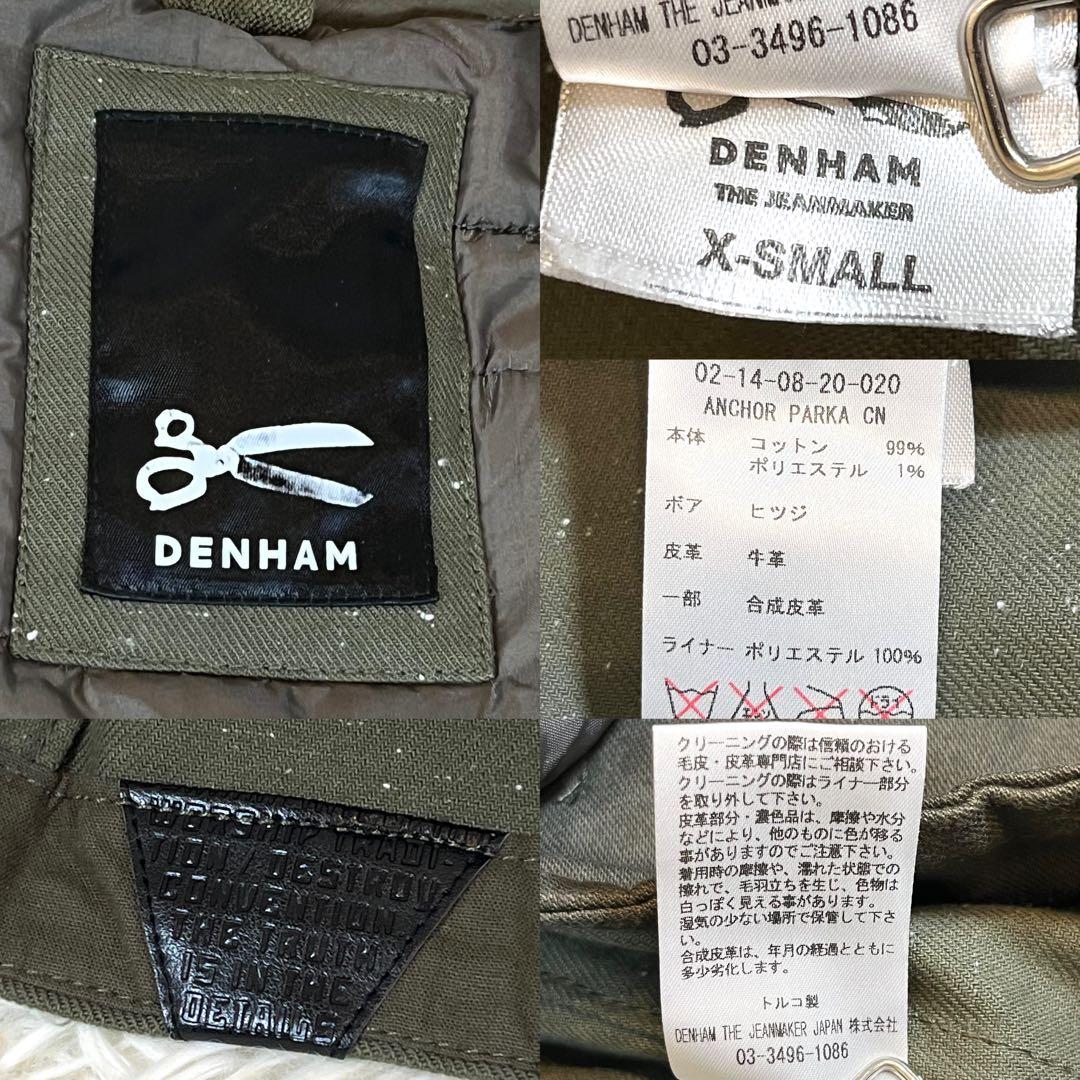 DENHAM
DENHAM THE JEANMAKER
03-3496-1086
DENHAM
THE JEANMAKER
X-SMALL
02-14-08-20-020
ANCHOR PARKA CN
本体 コットン 99%
ポリエステル 1%
ボア ヒツジ
皮革 牛革
一部 合成皮革
ライナー ポリエステル 100%
ドライ
WORSHIP TRADI-
TION/ DESTROY
CONVENTION
THE TRUTH
IS IN THE
DETAILS
クリーニングの際は信頼のおける
毛皮・皮革専門店にご相談下さい。
クリーニングの際はライナー部分
を取り外して下さい。
皮革部分・濃色品は、摩擦や水分
などにより、他のものに色が移る
事がありますのでご注意下さい。
着用時の摩擦や、濡れた状態での
擦れで、毛羽立ちを生じ、色物は
白っぽく見える事があります。
湿気の少ない場所で保管して下さ
い。
合成皮革は、年月の経過とともに
多少劣化します。
トルコ製
DENHAM THE JEANMAKER JAPAN 株式会社
03-3496-1086